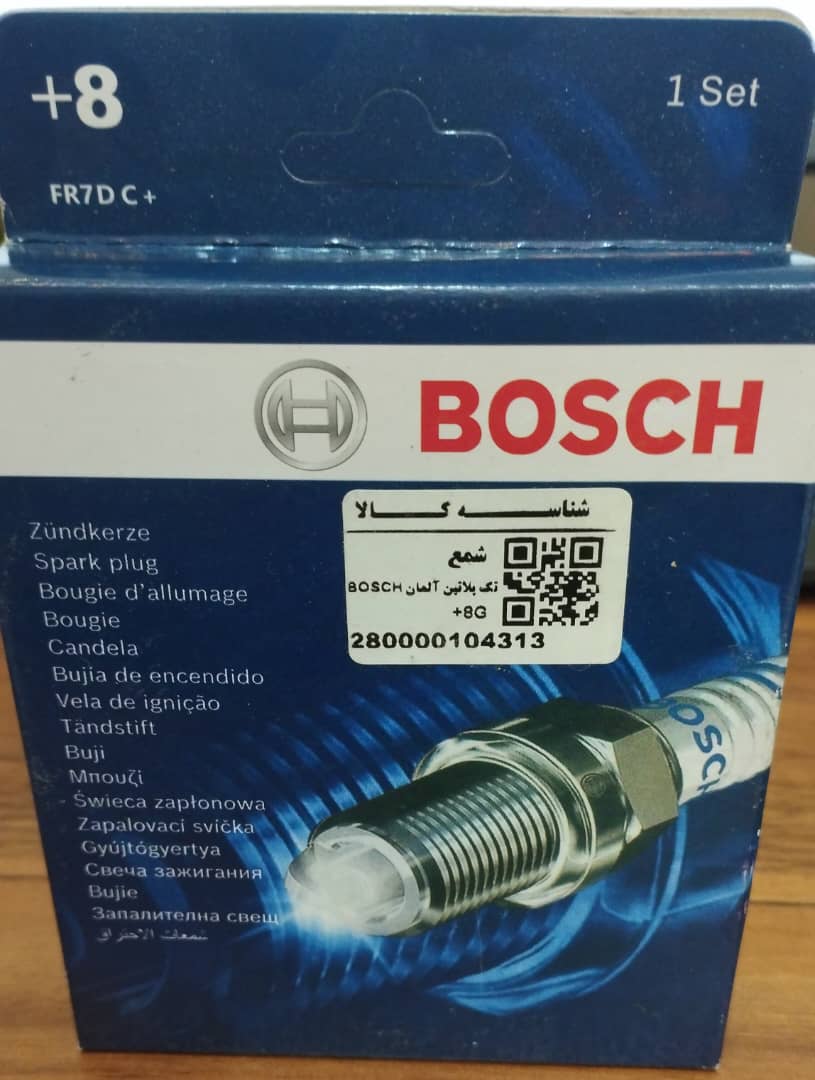 +8
1 Set
FR7D C+
BOSCH
شناسه کالا
شمع
تک پلاتین آلمان BOSCH
+8G
280000104313
Zündkerze
Spark plug
Bougie d'allumage
Bougie
Candela
Bujia de encendido
Vela de ignição
Tändstift
Buji
Μπουζί
Świeca zapłonowa
Zapalovací svíčka
Gyújtógyertya
Свеча зажигания
Bujie
Запалителна свещ
شمعات الاحتراق
BOSCH